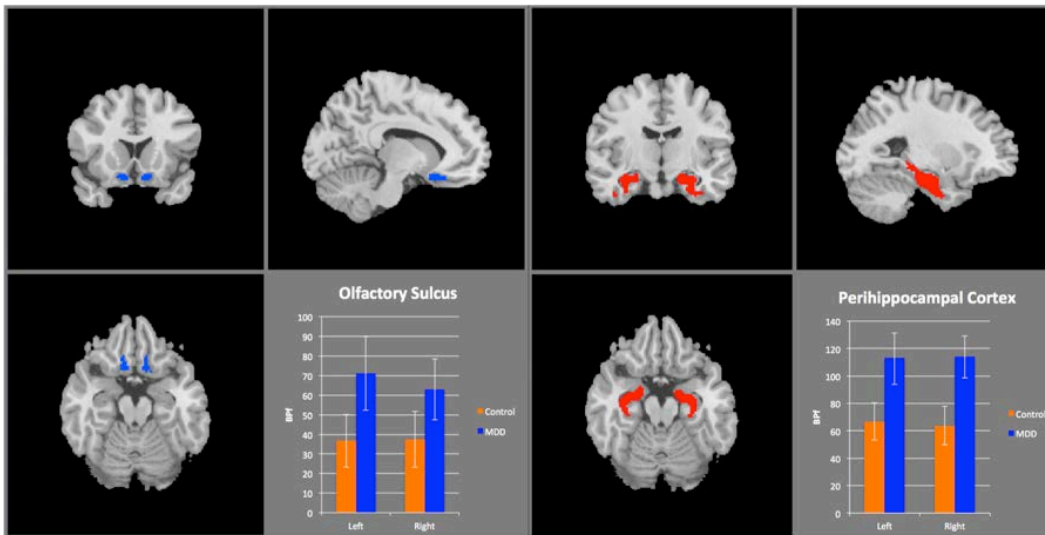 Olfactory Sulcus
100
90
80
70
60
50
40
30
20
10
0
BPf
Left
Right
Control
MDD
Perihippocampal Cortex
140
120
100
80
60
40
20
0
BPf
Left
Right
Control
MDD